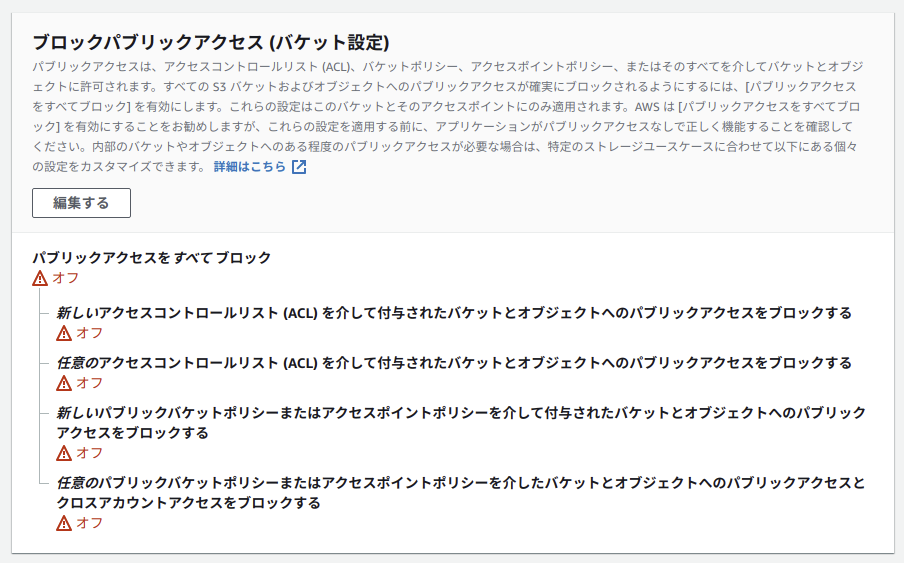 ブロックパブリックアクセス (バケット設定)
パブリックアクセスは、アクセスコントロールリスト (ACL)、バケットポリシー、アクセスポイントポリシー、またはそのすべてを介してバケットとオブジ
ェクトに許可されます。すべての S3 バケットおよびオブジェクトへのパブリックアクセスが確実にブロックされるようにするには、[パブリックアクセス
をすべてブロック] を有効にします。これらの設定はこのバケットとそのアクセスポイントにのみ適用されます。AWS は [パブリックアクセスをすべてブロ
ック] を有効にすることをお勧めしますが、これらの設定を適用する前に、アプリケーションがパブリックアクセスなしで正しく機能することを確認して
ください。内部のバケットやオブジェクトへのある程度のパブリックアクセスが必要な場合は、特定のストレージユースケースに合わせて以下にある個々
の設定をカスタマイズできます。 詳細はこちら
編集する
パブリックアクセスをすべてブロック
オフ
新しいアクセスコントロールリスト (ACL) を介して付与されたバケットとオブジェクトへのパブリックアクセスをブロックする
オフ
任意のアクセスコントロールリスト (ACL) を介して付与されたバケットとオブジェクトへのパブリックアクセスをブロックする
オフ
新しいパブリックバケットポリシーまたはアクセスポイントポリシーを介して付与されたバケットとオブジェクトへのパブリック
アクセスをブロックする
オフ
任意のパブリックバケットポリシーまたはアクセスポイントポリシーを介したバケットとオブジェクトへのパブリックアクセスと
クロスアカウントアクセスをブロックする
オフ